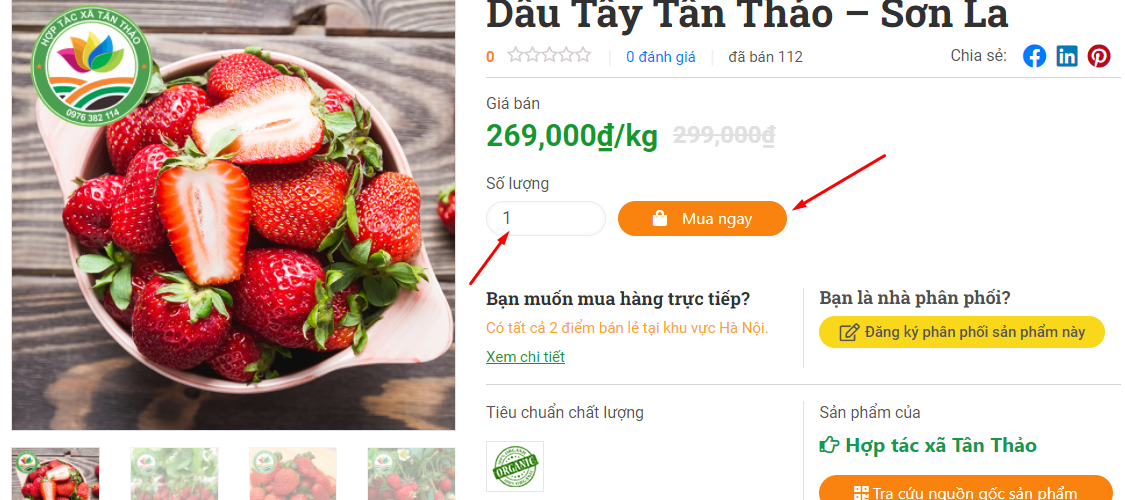 HỢP TÁC XÃ TÂN THẢO
0976 382 114
Dâu Tây Tân Thảo – Sơn La
0
0 đánh giá
đã bán 112
Chia sẻ:
Giá bán
269,000₫/kg 299,000₫
Số lượng
1
Mua ngay
Bạn muốn mua hàng trực tiếp?
Có tất cả 2 điểm bán lẻ tại khu vực Hà Nội.
Xem chi tiết
Bạn là nhà phân phối?
Đăng ký phân phối sản phẩm này
Tiêu chuẩn chất lượng
ORGANIC
Sản phẩm của
Hợp tác xã Tân Thảo
Tra cứu nguồn gốc sản phẩm